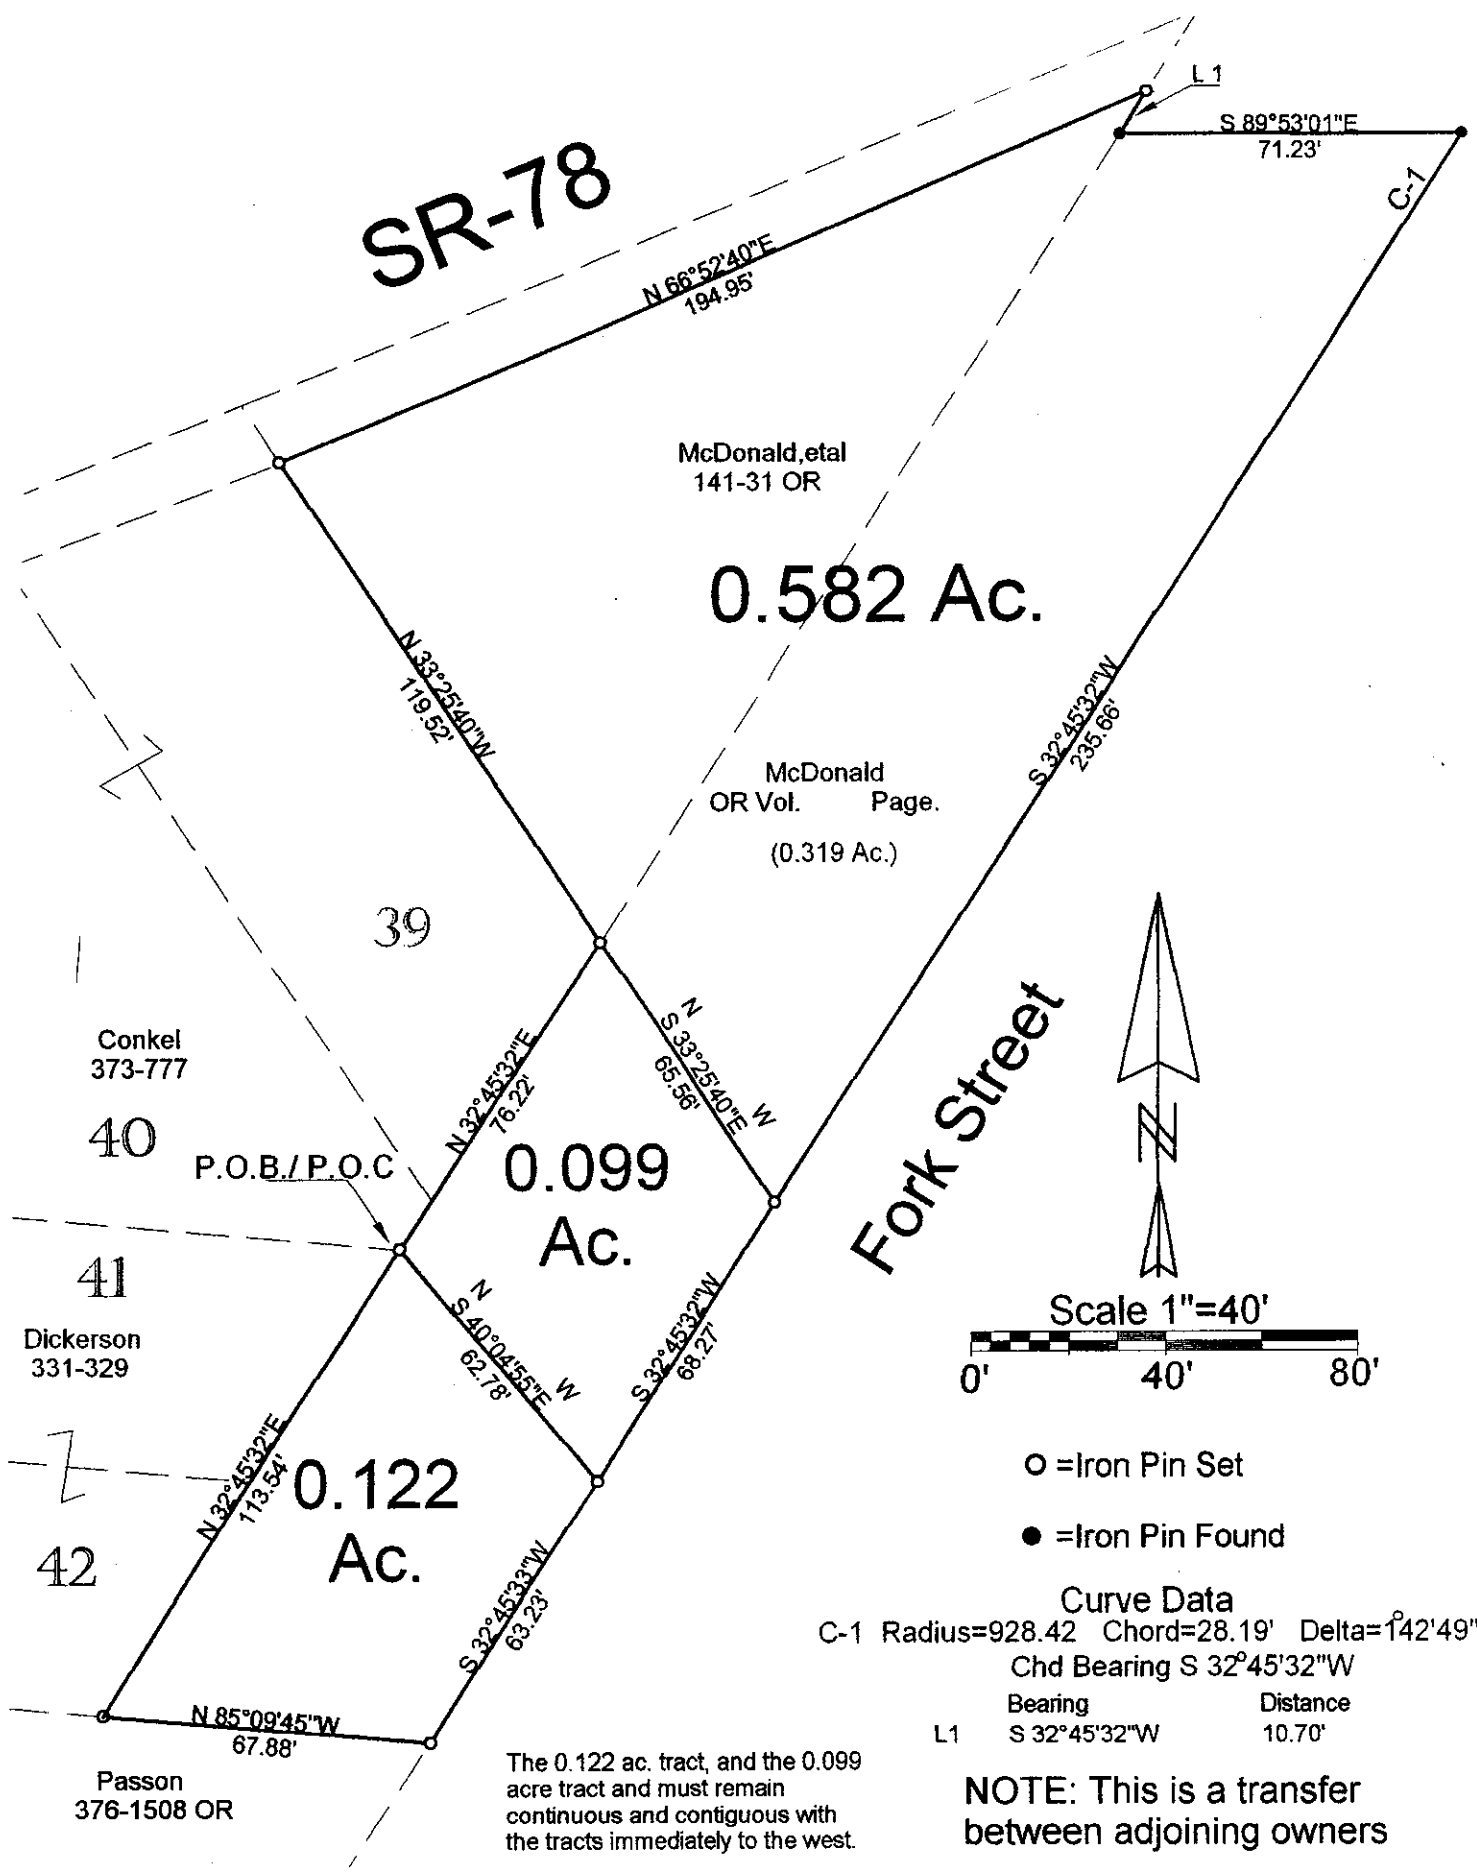 L 1
S 89°53'01"E
71.23'
C-1
SR-78
N 66°52'40"E
194.95'
McDonald,etal
141-31 OR
0.582 Ac.
N 33°25'40"W
119.52'
S 32°45'32"W
235.66'
McDonald
OR Vol. Page.
(0.319 Ac.)
39
Conkel
373-777
40
P.O.B./ P.O.C
N 32°45'32"E
76.22'
N
S 33°25'40"E
65.56'
W
0.099
Ac.
Fork Street
N
41
Dickerson
331-329
N
S 40°04'55"E
62.78'
W
S 32°45'32"W
68.27'
Scale 1"=40'
0' 40' 80'
N 32°45'32"E
113.54'
0.122
Ac.
42
S 32°45'33"W
63.23'
=Iron Pin Set
=Iron Pin Found
Curve Data
C-1 Radius=928.42 Chord=28.19' Delta=1°42'49"
Chd Bearing S 32°45'32"W
Bearing Distance
L1 S 32°45'32"W 10.70'
N 85°09'45"W
67.88'
Passon
376-1508 OR
The 0.122 ac. tract, and the 0.099
acre tract and must remain
continuous and contiguous with
the tracts immediately to the west.
NOTE: This is a transfer
between adjoining owners